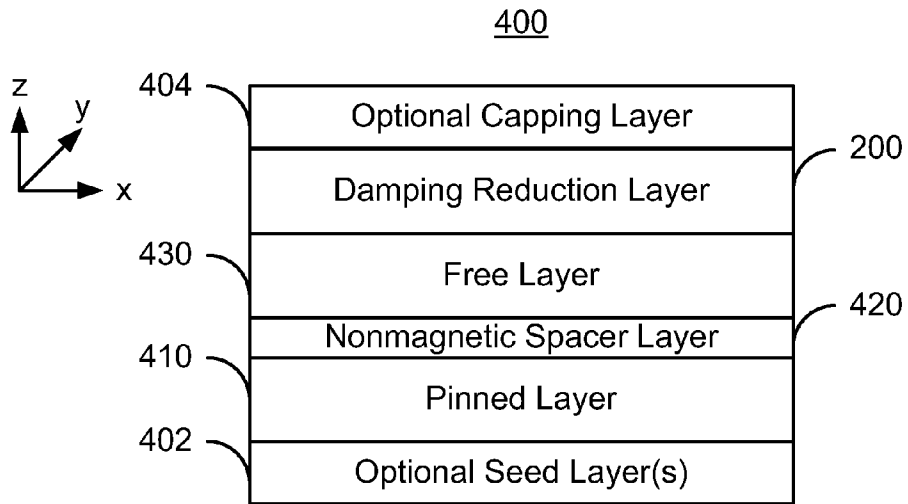 400
404
z
y
x
Optional Capping Layer
200
Damping Reduction Layer
430
Free Layer
420
Nonmagnetic Spacer Layer
410
Pinned Layer
402
Optional Seed Layer(s)